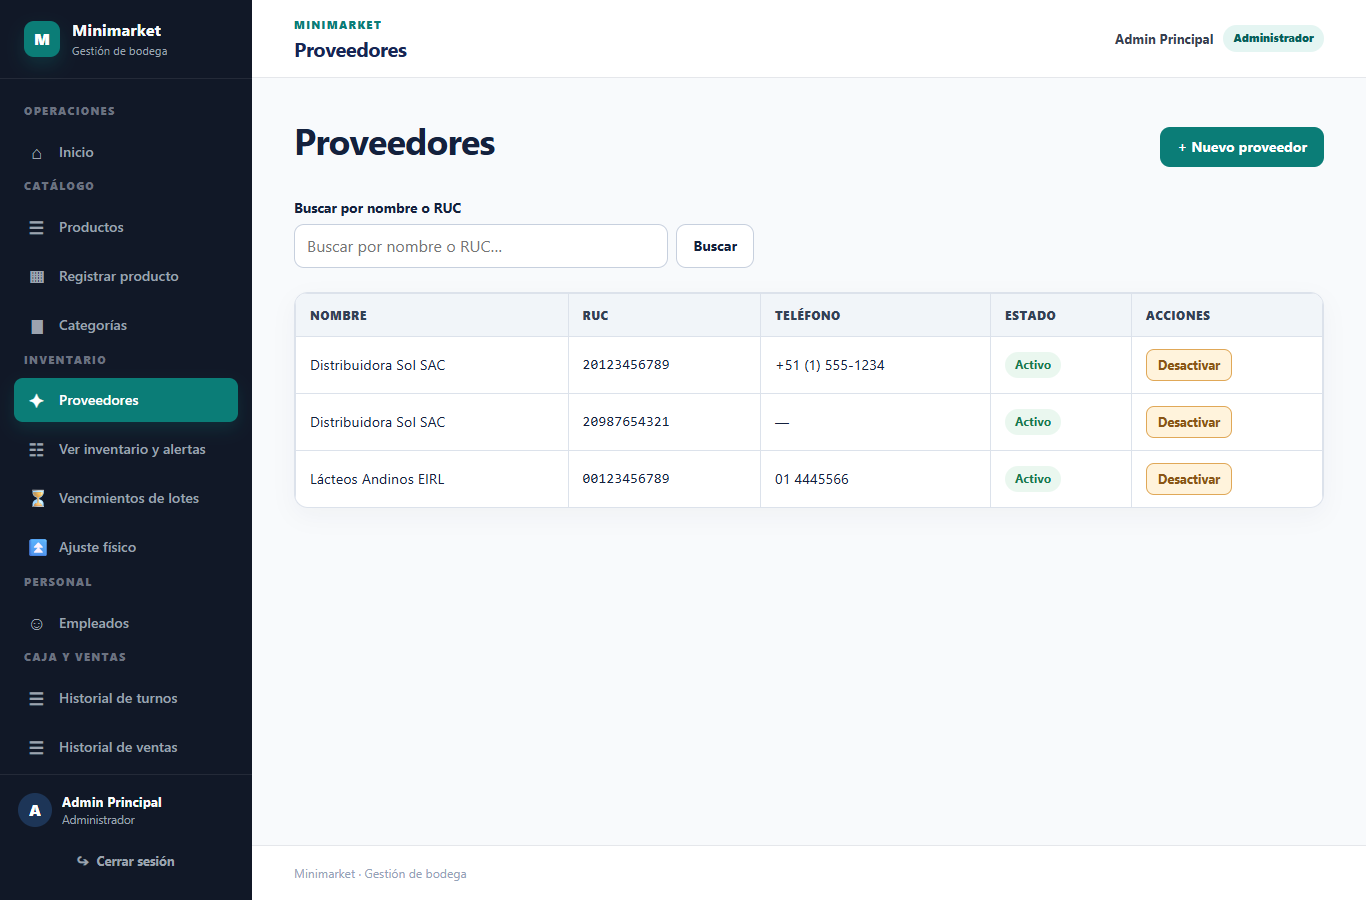 M
Minimarket
Gestión de bodega
OPERACIONES
Inicio
CATÁLOGO
Productos
Registrar producto
Categorías
INVENTARIO
Proveedores
Ver inventario y alertas
Vencimientos de lotes
Ajuste físico
PERSONAL
Empleados
CAJA Y VENTAS
Historial de turnos
Historial de ventas
A
Admin Principal
Administrador
Cerrar sesión
MINIMARKET
Proveedores
Admin Principal Administrador
Proveedores
+ Nuevo proveedor
Buscar por nombre o RUC
Buscar por nombre o RUC... Buscar
NOMBRE RUC TELÉFONO ESTADO ACCIONES
Distribuidora Sol SAC 20123456789 +51 (1) 555-1234 Activo Desactivar
Distribuidora Sol SAC 20987654321 — Activo Desactivar
Lácteos Andinos EIRL 00123456789 01 4445566 Activo Desactivar
Minimarket · Gestión de bodega